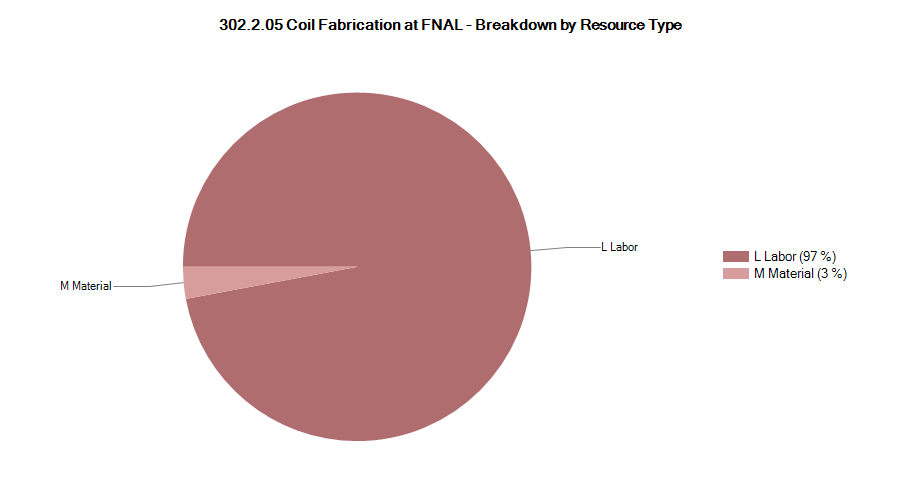 302.2.05 Coil Fabrication at FNAL - Breakdown by Resource Type
L Labor
M Material
L Labor (97 %)
M Material (3 %)